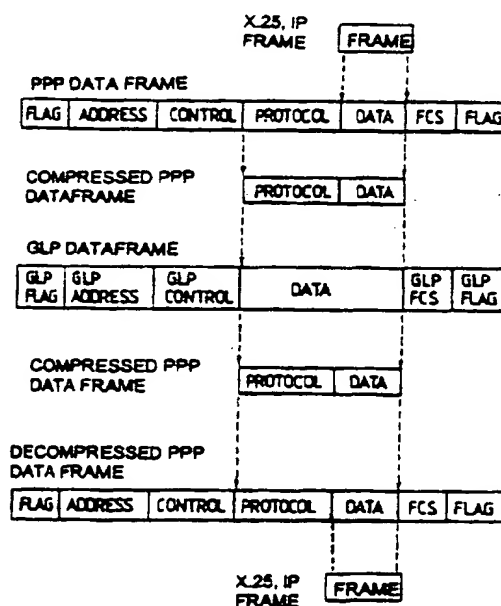 X.25, IP FRAME
FRAME
PPP DATA FRAME
FLAG ADDRESS CONTROL PROTOCOL DATA FCS FLAG
COMPRESSED PPP
DATAFRAME
PROTOCOL DATA
GLP DATAFRAME
GLP FLAG GLP ADDRESS GLP CONTROL DATA GLP FCS GLP FLAG
COMPRESSED PPP
DATA FRAME
PROTOCOL DATA
DECOMPRESSED PPP
DATA FRAME
FLAG ADDRESS CONTROL PROTOCOL DATA FCS FLAG
X.25, IP FRAME
FRAME